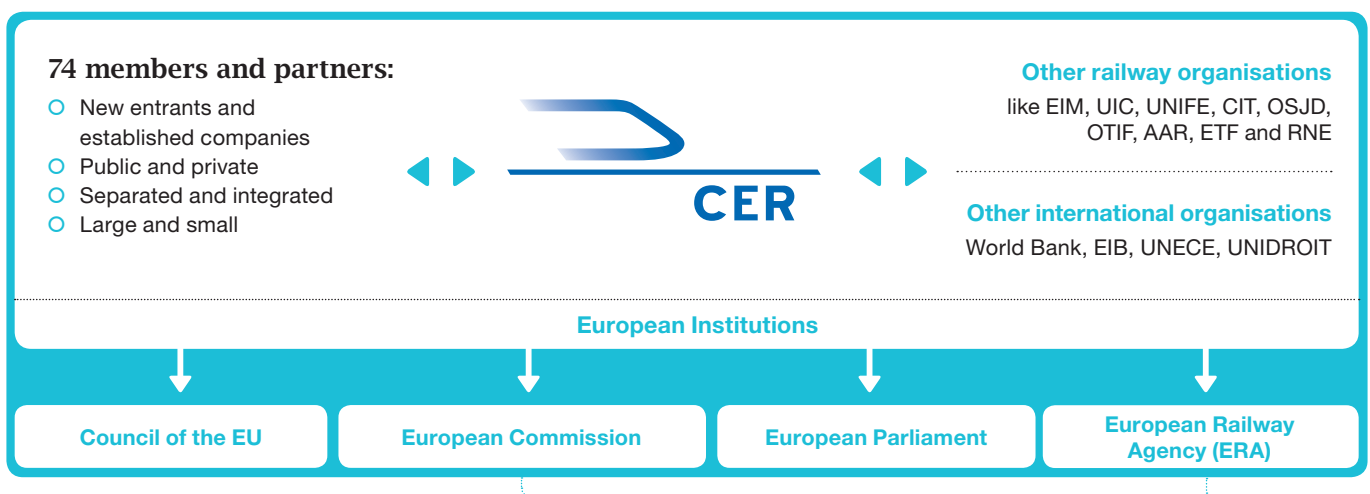 74 members and partners:
New entrants and
established companies
Public and private
Separated and integrated
Large and small
CER
Other railway organisations
like EIM, UIC, UNIFE, CIT, OSJD,
OTIF, AAR, ETF and RNE
Other international organisations
World Bank, EIB, UNECE, UNIDROIT
European Institutions
Council of the EU
European Commission
European Parliament
European Railway
Agency (ERA)